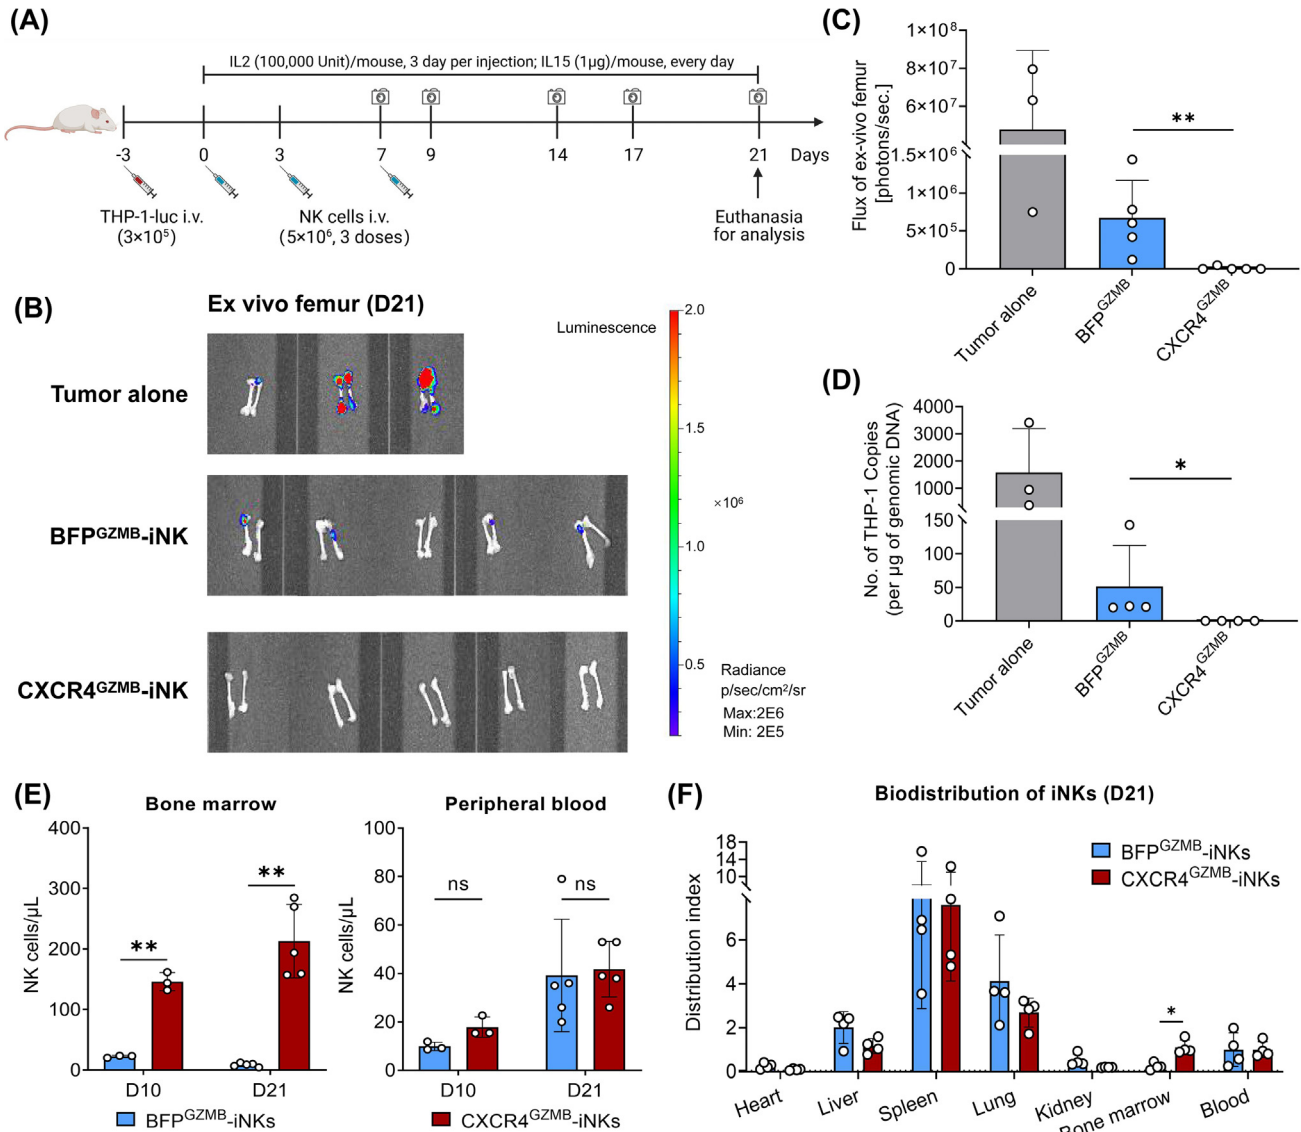 (A)
IL2 (100,000 Unit)/mouse, 3 day per injection; IL15 (1µg)/mouse, every day
-3 0 3 7 9 14 17 21 Days
THP-1-luc i.v.
(3×10⁵)
NK cells i.v.
(5×10⁶, 3 doses)
Euthanasia
for analysis
(B)
Ex vivo femur (D21)
Luminescence
Tumor alone
BFPᴳᶻᴹᴮ-iNK
CXCR4ᴳᶻᴹᴮ-iNK
2.0
1.5
×10⁶
1.0
0.5
Radiance
p/sec/cm²/sr
Max:2E6
Min: 2E5
(C)
Flux of ex-vivo femur
[photons/sec.]
1×10⁸
8×10⁷
6×10⁷
1.5×10⁶
1×10⁶
5×10⁵
0
**
Tumor alone
BFPᴳᶻᴹᴮ
CXCR4ᴳᶻᴹᴮ
(D)
No. of THP-1 Copies
(per µg of genomic DNA)
4000
3000
2000
1000
150
100
50
0
*
Tumor alone
BFPᴳᶻᴹᴮ
CXCR4ᴳᶻᴹᴮ
(E)
Bone marrow
NK cells/µL
400
300
200
100
0
**
**
D10 D21
Peripheral blood
NK cells/µL
100
80
60
40
20
0
ns
ns
D10 D21
BFPᴳᶻᴹᴮ-iNKs
CXCR4ᴳᶻᴹᴮ-iNKs
(F)
Biodistribution of iNKs (D21)
Distribution index
18
14
10
6
4
2
0
BFPᴳᶻᴹᴮ-iNKs
CXCR4ᴳᶻᴹᴮ-iNKs
*
Heart
Liver
Spleen
Lung
Kidney
Bone marrow
Blood